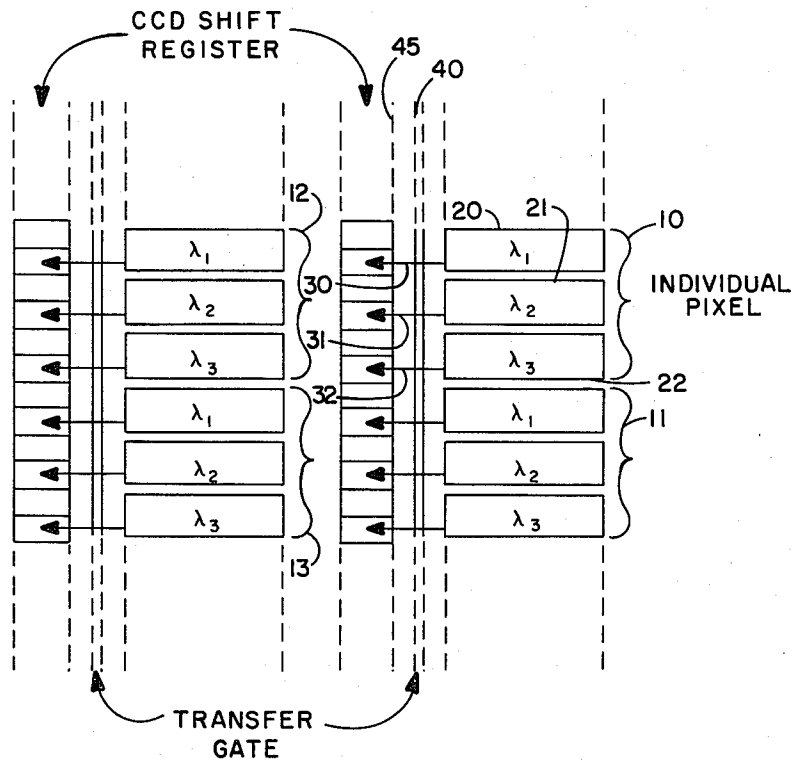 CCD SHIFT
REGISTER
45
40
12
20
21
10
λ1
λ1
30
INDIVIDUAL
PIXEL
λ2
λ2
31
λ3
λ3
32
22
λ1
λ1
11
λ2
λ2
λ3
λ3
13
TRANSFER
GATE